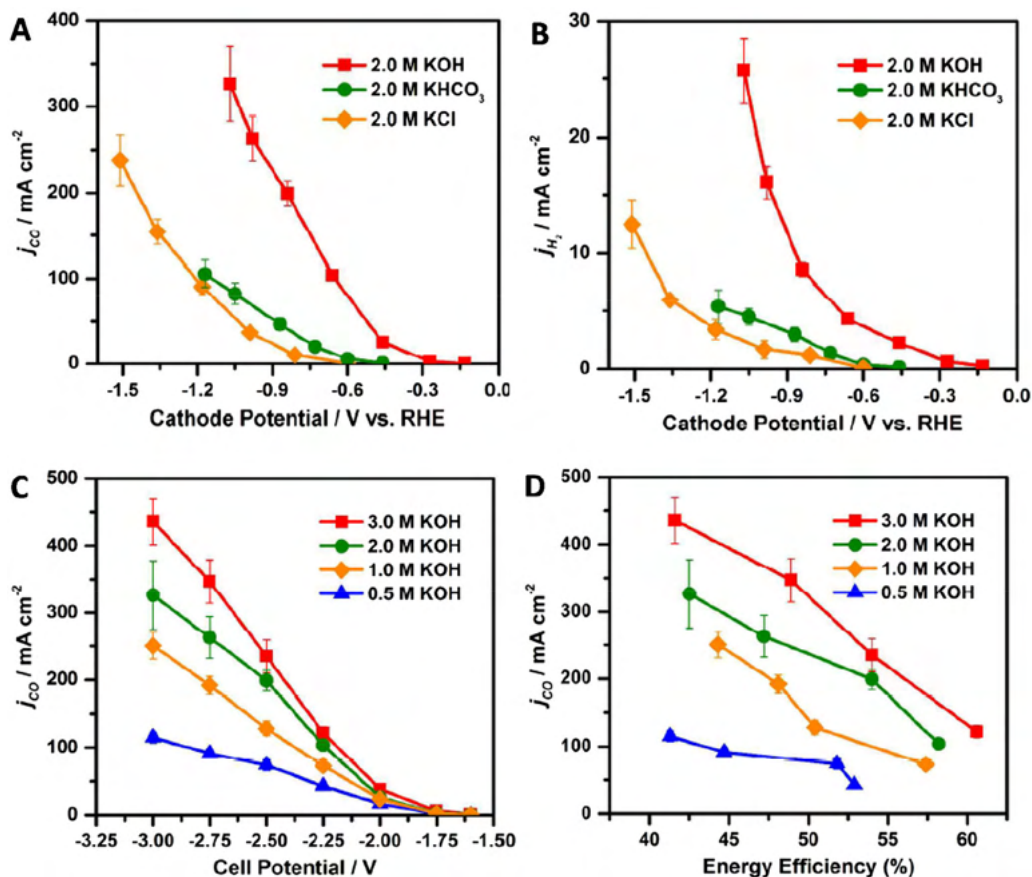 A
400
300
200
100
0
j_CC / mA cm⁻²
2.0 M KOH
2.0 M KHCO₃
2.0 M KCl
-1.5 -1.2 -0.9 -0.6 -0.3 0.0
Cathode Potential / V vs. RHE
B
30
20
10
0
j_H₂ / mA cm⁻²
2.0 M KOH
2.0 M KHCO₃
2.0 M KCl
-1.5 -1.2 -0.9 -0.6 -0.3 0.0
Cathode Potential / V vs. RHE
C
500
400
300
200
100
0
j_CO / mA cm⁻²
3.0 M KOH
2.0 M KOH
1.0 M KOH
0.5 M KOH
-3.25 -3.00 -2.75 -2.50 -2.25 -2.00 -1.75 -1.50
Cell Potential / V
D
500
400
300
200
100
0
j_CO / mA cm⁻²
3.0 M KOH
2.0 M KOH
1.0 M KOH
0.5 M KOH
40 45 50 55 60
Energy Efficiency (%)